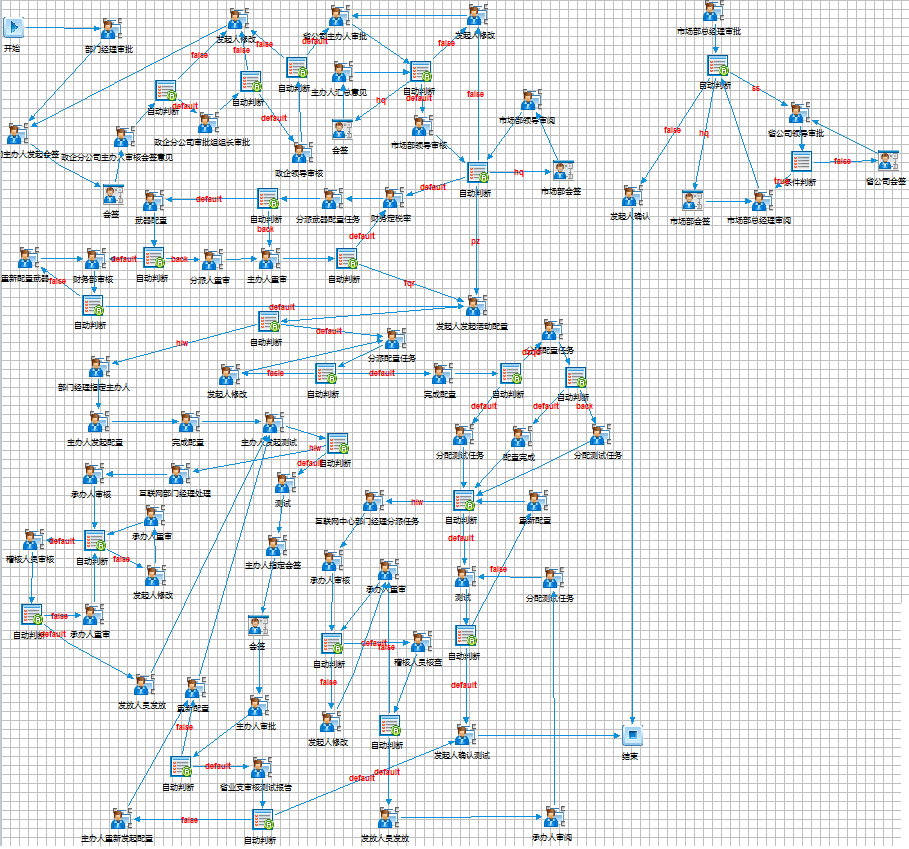 开始
部门经理审批
发起人修改
省公司主办人审批
发起人修改
市场部总经理审批
false
false
false
default
false
自动判断
主办人汇总意见
自动判断
自动判断
ss
自动判断
自动判断
default
default
hq
default
false
市场部领导审阅
false
hq
省公司领导审批
主办人发起会签
政企分公司主办人审核会签意见
政企分公司审批组组长审批
会签
市场部领导审核
政企领导审核
自动判断
hq
市场部会签
条件判断
false
true
省公司会签
会签
武器配置
default
自动判断
分派武器配置任务
财务定税率
default
发起人确认
市场部会签
市场部总经理审阅
back
default
pz
重新配置武器
财务部审核
default
自动判断
back
分派人重审
主办人重审
自动判断
false
fqr
自动判断
default
发起人发起活动配置
自动判断
default
hlw
分派配置任务
分派配置任务
部门经理指定主办人
发起人修改
false
自动判断
default
完成配置
自动判断
自动判断
default
default
back
主办人发起配置
完成配置
主办人发起测试
hlw
自动判断
default
分配测试任务
配置完成
分配测试任务
承办人审核
互联网部门经理处理
测试
互联网中心部门经理分派任务
hlw
自动判断
重新配置
default
承办人重审
稽核人员审核
default
自动判断
false
主办人指定会签
承办人审核
承办人重审
发起人修改
测试
false
分配测试任务
自动判断
false
承办人重审
default
会签
自动判断
default
false
稽核人员核查
自动判断
false
default
发放人员发放
重新配置
主办人审批
false
发起人修改
自动判断
发起人确认测试
结束
自动判断
default
省业支审核测试报告
default
default
主办人重新发起配置
false
自动判断
发放人员发放
承办人审阅